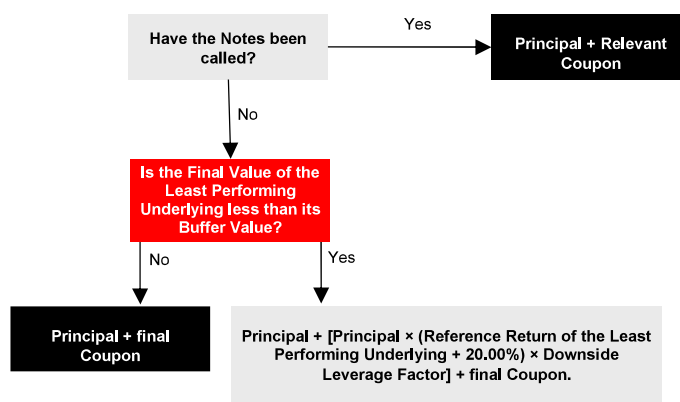 Have the Notes been
called?
Yes
Principal + Relevant
Coupon
No
Is the Final Value of the
Least Performing
Underlying less than its
Buffer Value?
No
Yes
Principal + final
Coupon
Principal + [Principal × (Reference Return of the Least
Performing Underlying + 20.00%) × Downside
Leverage Factor] + final Coupon.